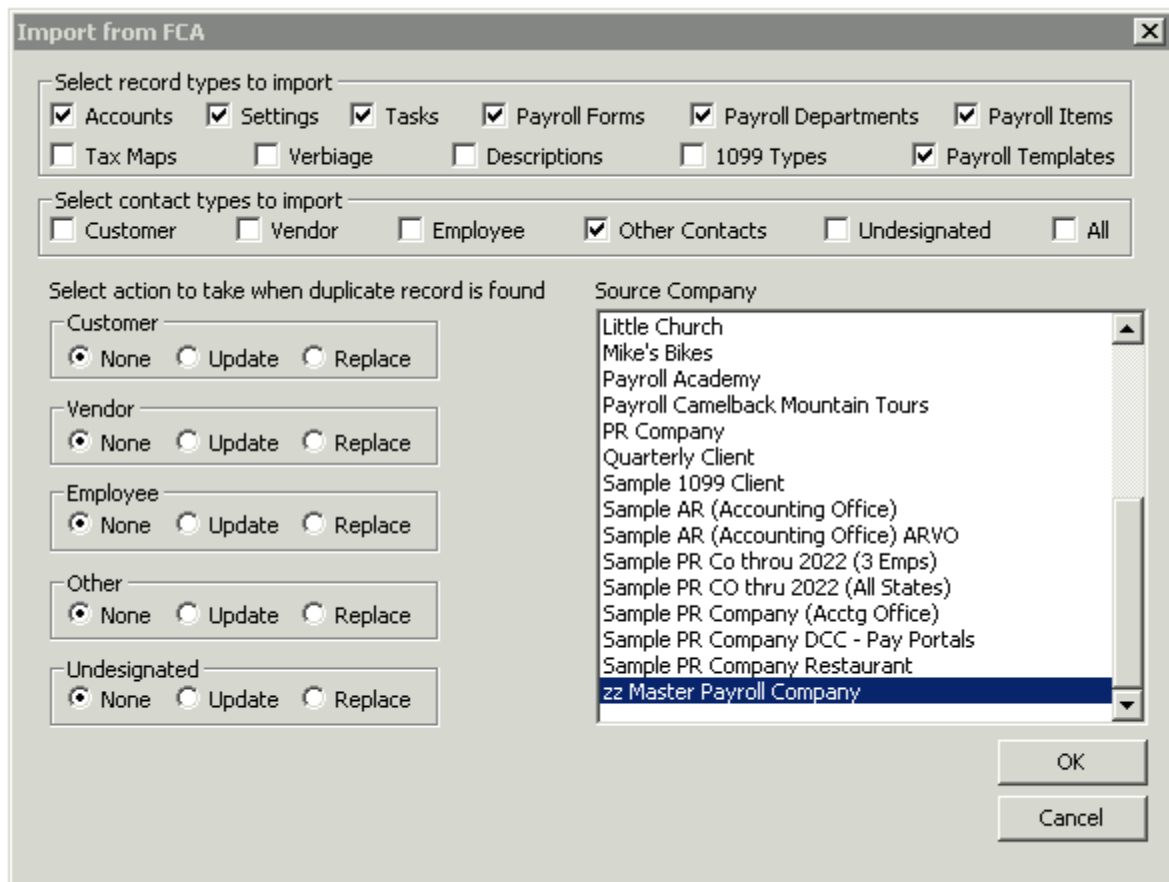 Import from FCA
Select record types to import
Accounts Settings Tasks Payroll Forms Payroll Departments Payroll Items
Tax Maps Verbiage Descriptions 1099 Types Payroll Templates
Select contact types to import
Customer Vendor Employee Other Contacts Undesignated All
Select action to take when duplicate record is found
Customer
None Update Replace
Vendor
None Update Replace
Employee
None Update Replace
Other
None Update Replace
Undesignated
None Update Replace
Source Company
Little Church
Mike's Bikes
Payroll Academy
Payroll Camelback Mountain Tours
PR Company
Quarterly Client
Sample 1099 Client
Sample AR (Accounting Office)
Sample AR (Accounting Office) ARVO
Sample PR Co throu 2022 (3 Emps)
Sample PR CO thru 2022 (All States)
Sample PR Company (Acctg Office)
Sample PR Company DCC - Pay Portals
Sample PR Company Restaurant
zz Master Payroll Company
OK
Cancel